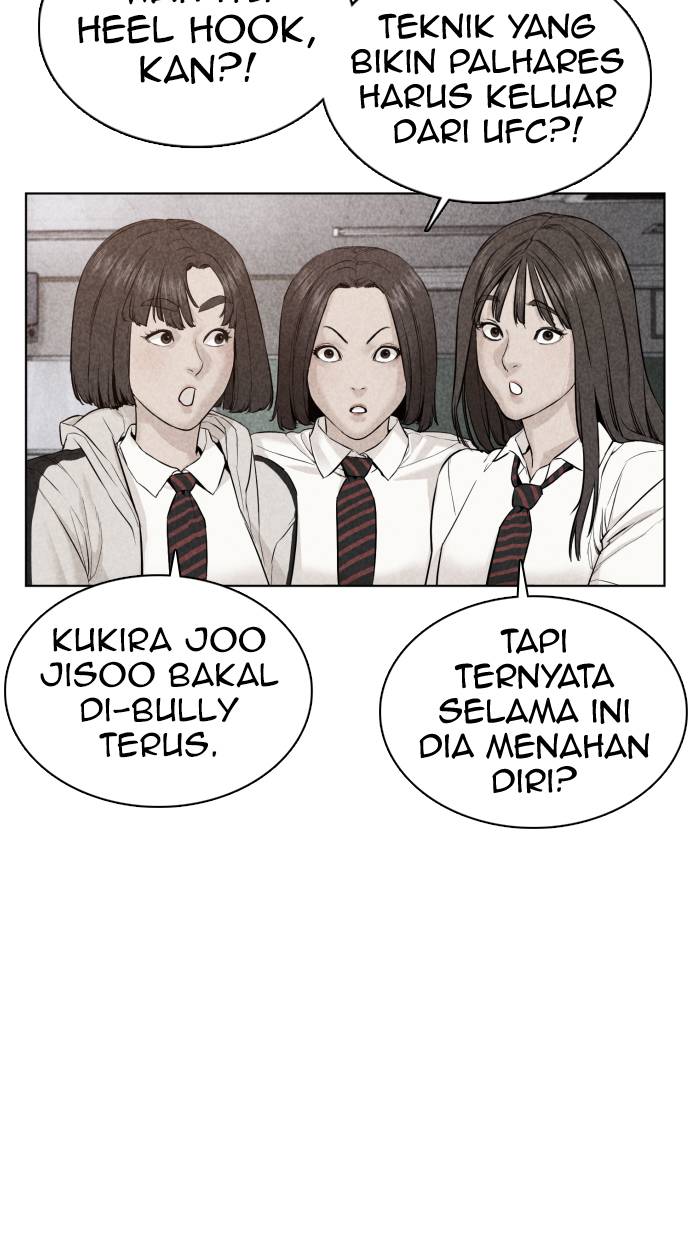 HEEL HOOK,
KAN?!
TEKNIK YANG
BIKIN PALHARES
HARUS KELUAR
DARI UFC?!
KUKIRA JOO
JISOO BAKAL
DI-BULLY
TERUS.
TAPI
TERNYATA
SELAMA INI
DIA MENAHAN
DIRI?